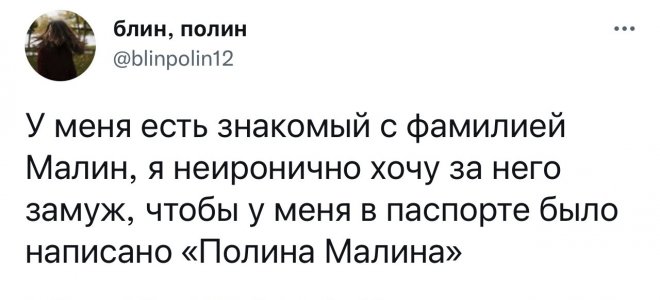 блин, полин
@blinpolin12
У меня есть знакомый с фамилией
Малин, я неиронично хочу за него
замуж, чтобы у меня в паспорте было
написано «Полина Малина»